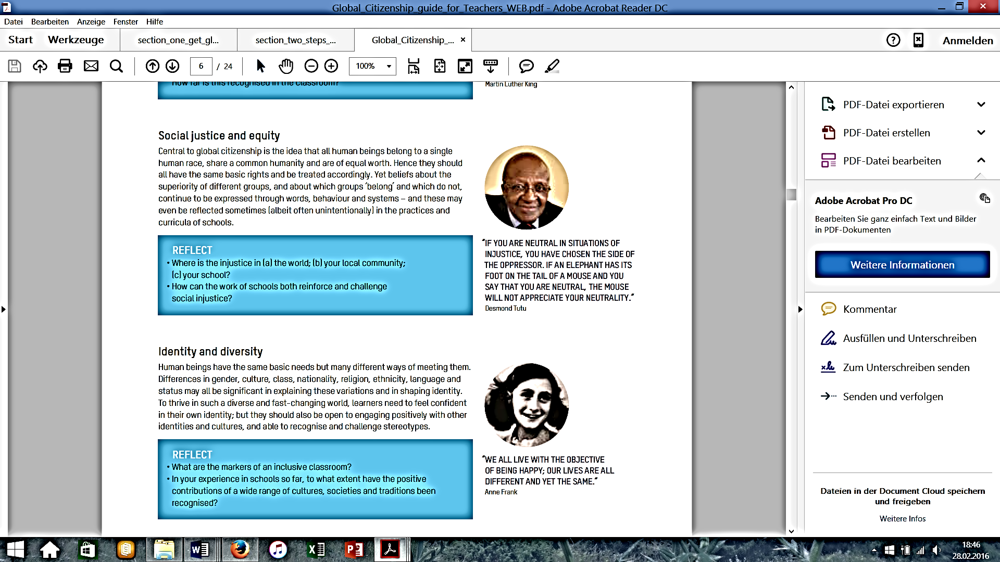 Global_Citizenship_guide_for_Teachers_WEB.pdf - Adobe Acrobat Reader DC
Datei Bearbeiten Anzeige Fenster Hilfe
Start Werkzeuge section_one_get_gl... section_two_steps_... Global_Citizenship_... × Anmelden
6 / 24 100%
How far is this recognised in the classroom?
Martin Luther King
Social justice and equity
Central to global citizenship is the idea that all human beings belong to a single
human race, share a common humanity and are of equal worth. Hence they should
all have the same basic rights and be treated accordingly. Yet beliefs about the
superiority of different groups, and about which groups ‘belong’ and which do not,
continue to be expressed through words, behaviour and systems – and these may
even be reflected sometimes (albeit often unintentionally) in the practices and
curricula of schools.
REFLECT
• Where is the injustice in (a) the world; (b) your local community;
(c) your school?
• How can the work of schools both reinforce and challenge
social injustice?
“IF YOU ARE NEUTRAL IN SITUATIONS OF
INJUSTICE, YOU HAVE CHOSEN THE SIDE OF
THE OPPRESSOR. IF AN ELEPHANT HAS ITS
FOOT ON THE TAIL OF A MOUSE AND YOU
SAY THAT YOU ARE NEUTRAL, THE MOUSE
WILL NOT APPRECIATE YOUR NEUTRALITY.”
Desmond Tutu
Identity and diversity
Human beings have the same basic needs but many different ways of meeting them.
Differences in gender, culture, class, nationality, religion, ethnicity, language and
status may all be significant in explaining these variations and in shaping identity.
To thrive in such a diverse and fast-changing world, learners need to feel confident
in their own identity; but they should also be open to engaging positively with other
identities and cultures, and able to recognise and challenge stereotypes.
REFLECT
• What are the markers of an inclusive classroom?
• In your experience in schools so far, to what extent have the positive
contributions of a wide range of cultures, societies and traditions been
recognised?
“WE ALL LIVE WITH THE OBJECTIVE
OF BEING HAPPY; OUR LIVES ARE ALL
DIFFERENT AND YET THE SAME.”
Anne Frank
PDF-Datei exportieren
PDF-Datei erstellen
PDF-Datei bearbeiten
Adobe Acrobat Pro DC
Bearbeiten Sie ganz einfach Text und Bilder
in PDF-Dokumenten
Weitere Informationen
Kommentar
Ausfüllen und Unterschreiben
Zum Unterschreiben senden
Senden und verfolgen
Dateien in der Document Cloud speichern
und freigeben
Weitere Infos
18:46
28.02.2016